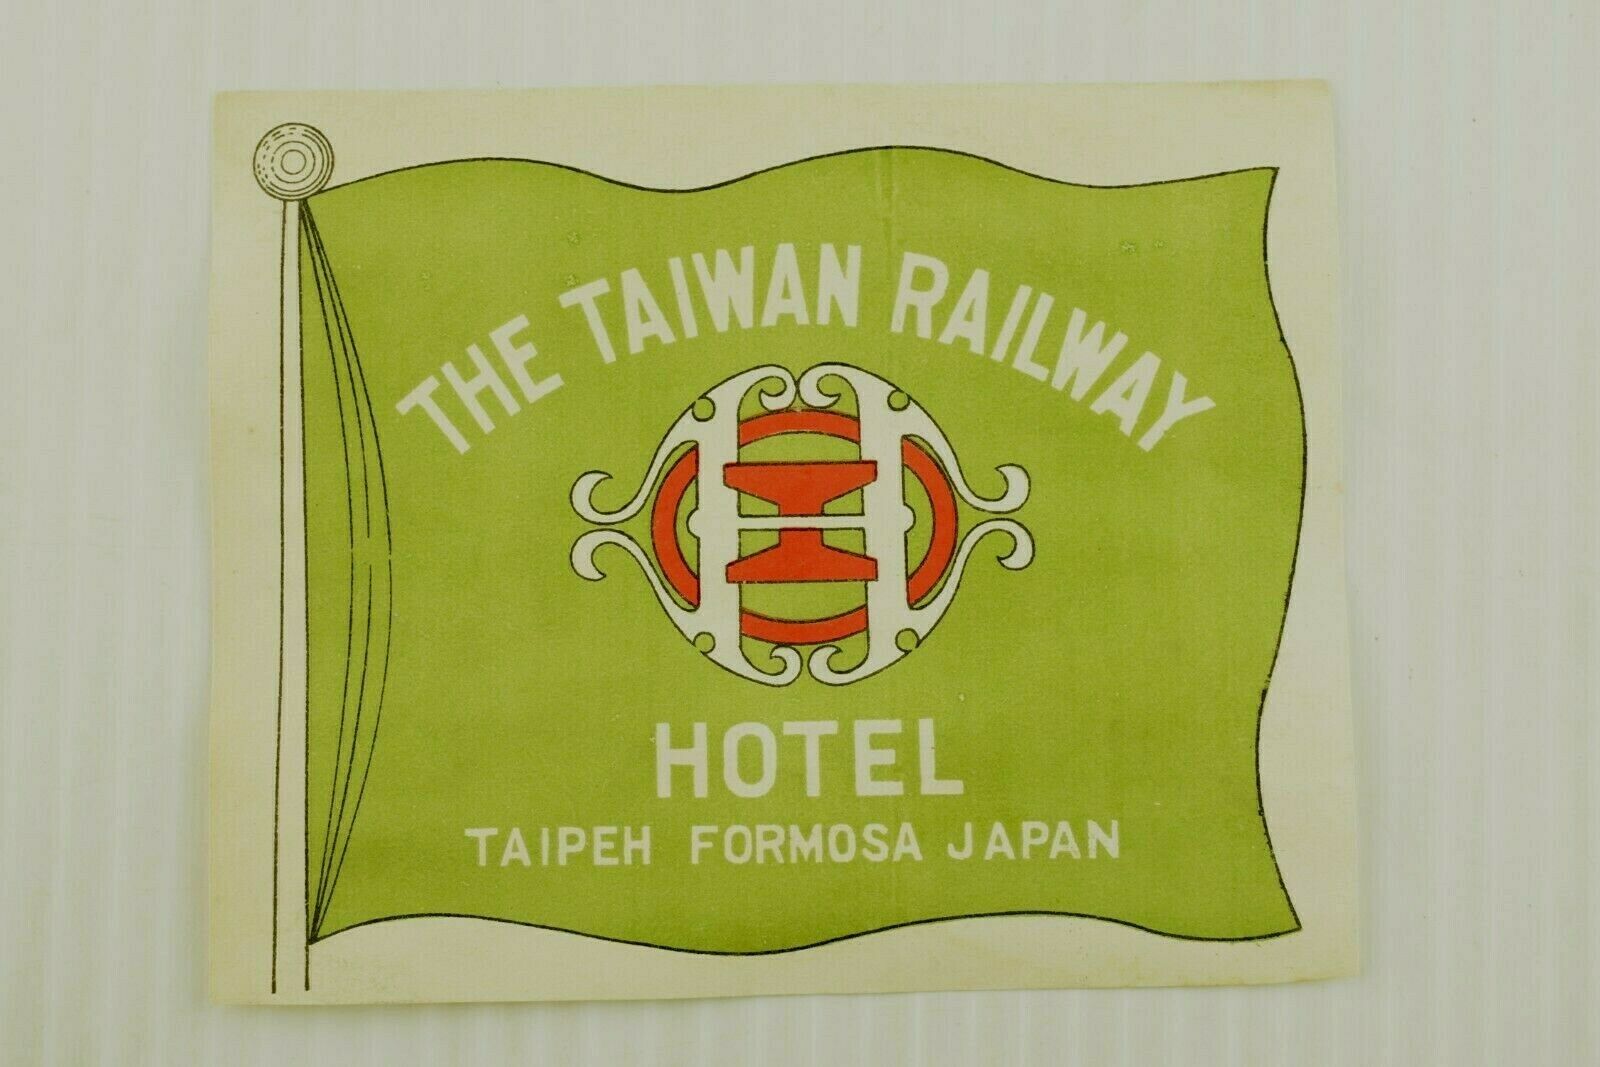 THE TAIWAN RAILWAY
HOTEL
TAIPEH FORMOSA JAPAN